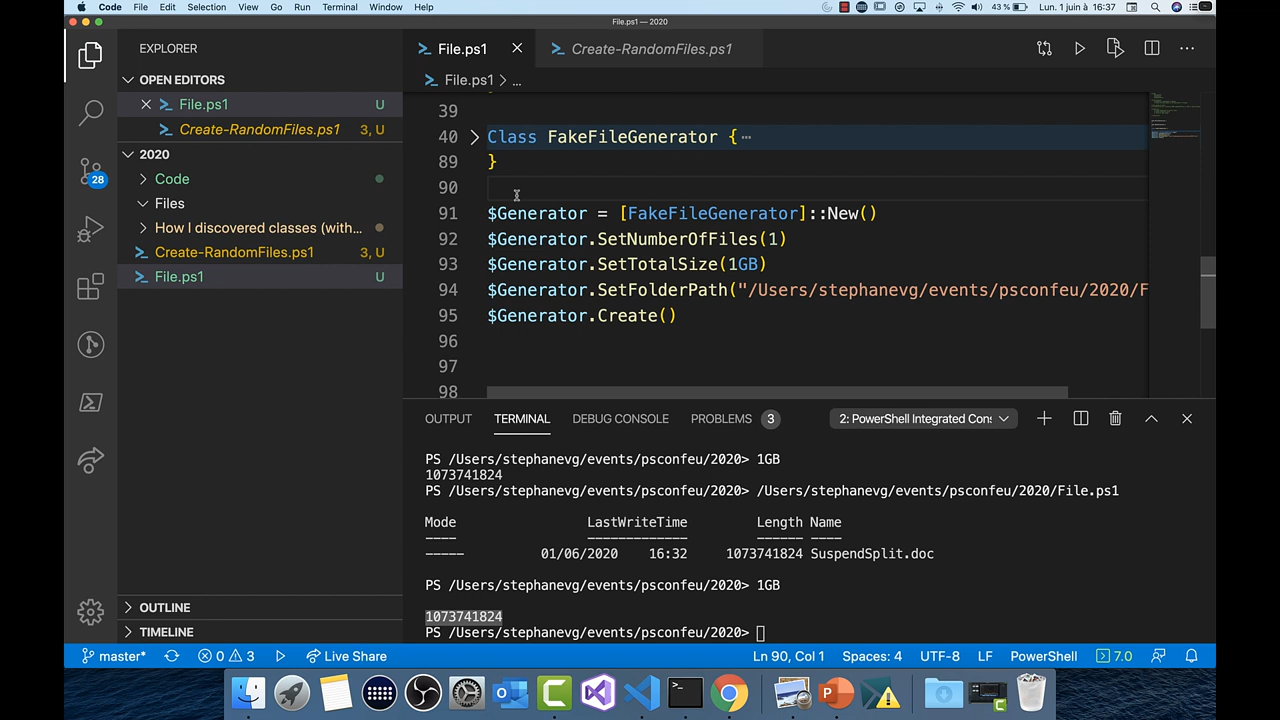 Code File Edit Selection View Go Run Terminal Window Help 43 % Lun. 1 juin à 16:37
File.ps1 — 2020
EXPLORER
OPEN EDITORS
File.ps1 U
Create-RandomFiles.ps1 3, U
2020
Code
Files
How I discovered classes (with...
Create-RandomFiles.ps1 3, U
File.ps1 U
OUTLINE
TIMELINE
28
File.ps1 Create-RandomFiles.ps1
File.ps1 > ...
39
40 Class FakeFileGenerator { ...
89 }
90
91 $Generator = [FakeFileGenerator]::New()
92 $Generator.SetNumberOfFiles(1)
93 $Generator.SetTotalSize(1GB)
94 $Generator.SetFolderPath("/Users/stephanevg/events/psconfeu/2020/F
95 $Generator.Create()
96
97
98
OUTPUT TERMINAL DEBUG CONSOLE PROBLEMS 3 2: PowerShell Integrated Cons
PS /Users/stephanevg/events/psconfeu/2020> 1GB
1073741824
PS /Users/stephanevg/events/psconfeu/2020> /Users/stephanevg/events/psconfeu/2020/File.ps1
Mode LastWriteTime Length Name
---- ------------- ------ ----
----- 01/06/2020 16:32 1073741824 SuspendSplit.doc
PS /Users/stephanevg/events/psconfeu/2020> 1GB
1073741824
PS /Users/stephanevg/events/psconfeu/2020>
master* 0 3 Live Share Ln 90, Col 1 Spaces: 4 UTF-8 LF PowerShell 7.0